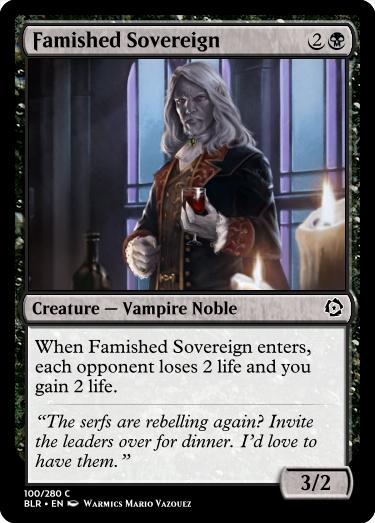 Famished Sovereign 2
Creature — Vampire Noble
When Famished Sovereign enters,
each opponent loses 2 life and you
gain 2 life.
“The serfs are rebelling again? Invite
the leaders over for dinner. I’d love to
have them.”
3/2
100/280 C
BLR • EN Warmics Mario Vazouez